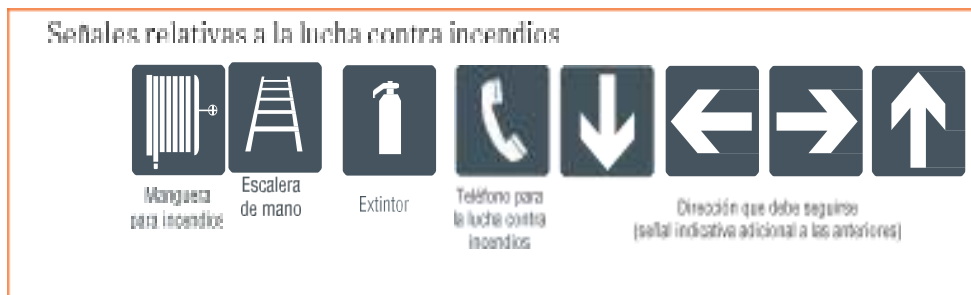 Señales relativas a la lucha contra incendios
Manguera
para incendios
Escalera
de mano
Extintor
Teléfono para
la lucha contra
incendios
Dirección que debe seguirse
(señal indicativa adicional a las anteriores)